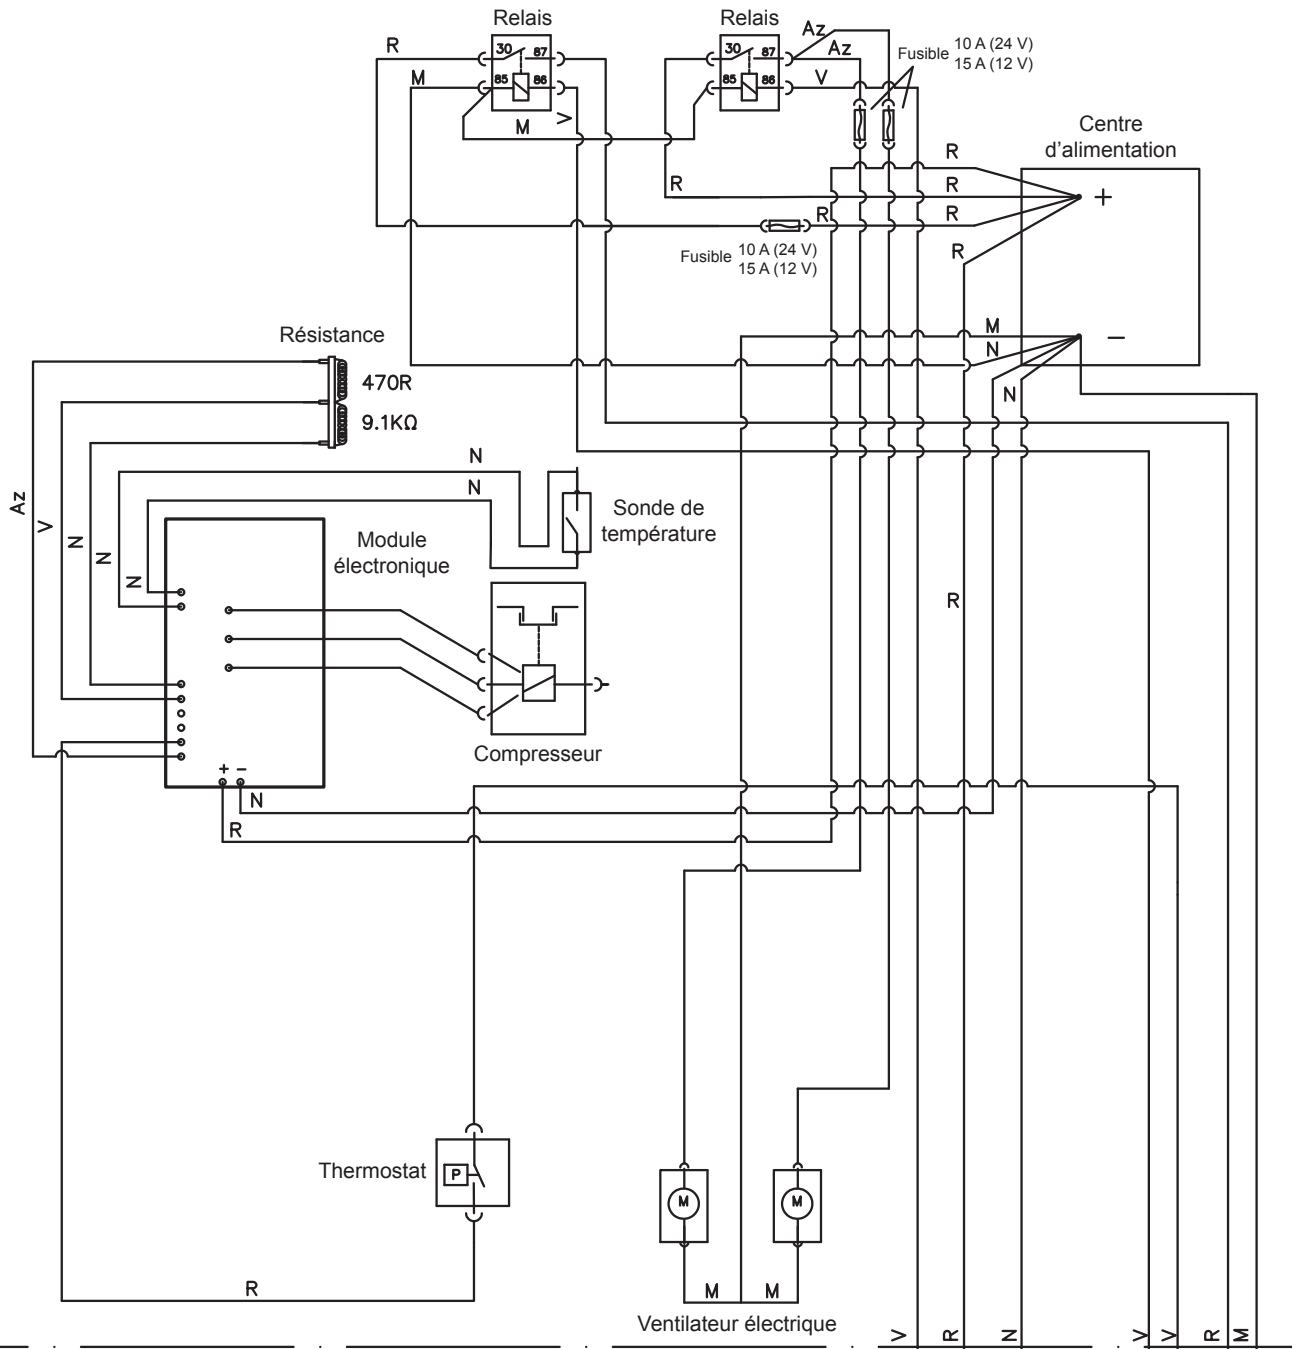 Relais
Relais
Az
Az
R
30
87
30
87
Fusible
10 A (24 V)
15 A (12 V)
M
85
86
85
86
V
V
M
Centre
d'alimentation
R
R
R
+
R
R
Fusible
10 A (24 V)
15 A (12 V)
R
M
−
N
Résistance
470R
9.1KΩ
N
N
N
Az
V
N
N
N
Sonde de
température
Module
électronique
R
Compresseur
+ −
N
R
Thermostat
P
M
M
R
M
M
Ventilateur électrique
V
R
N
V
V
R
M